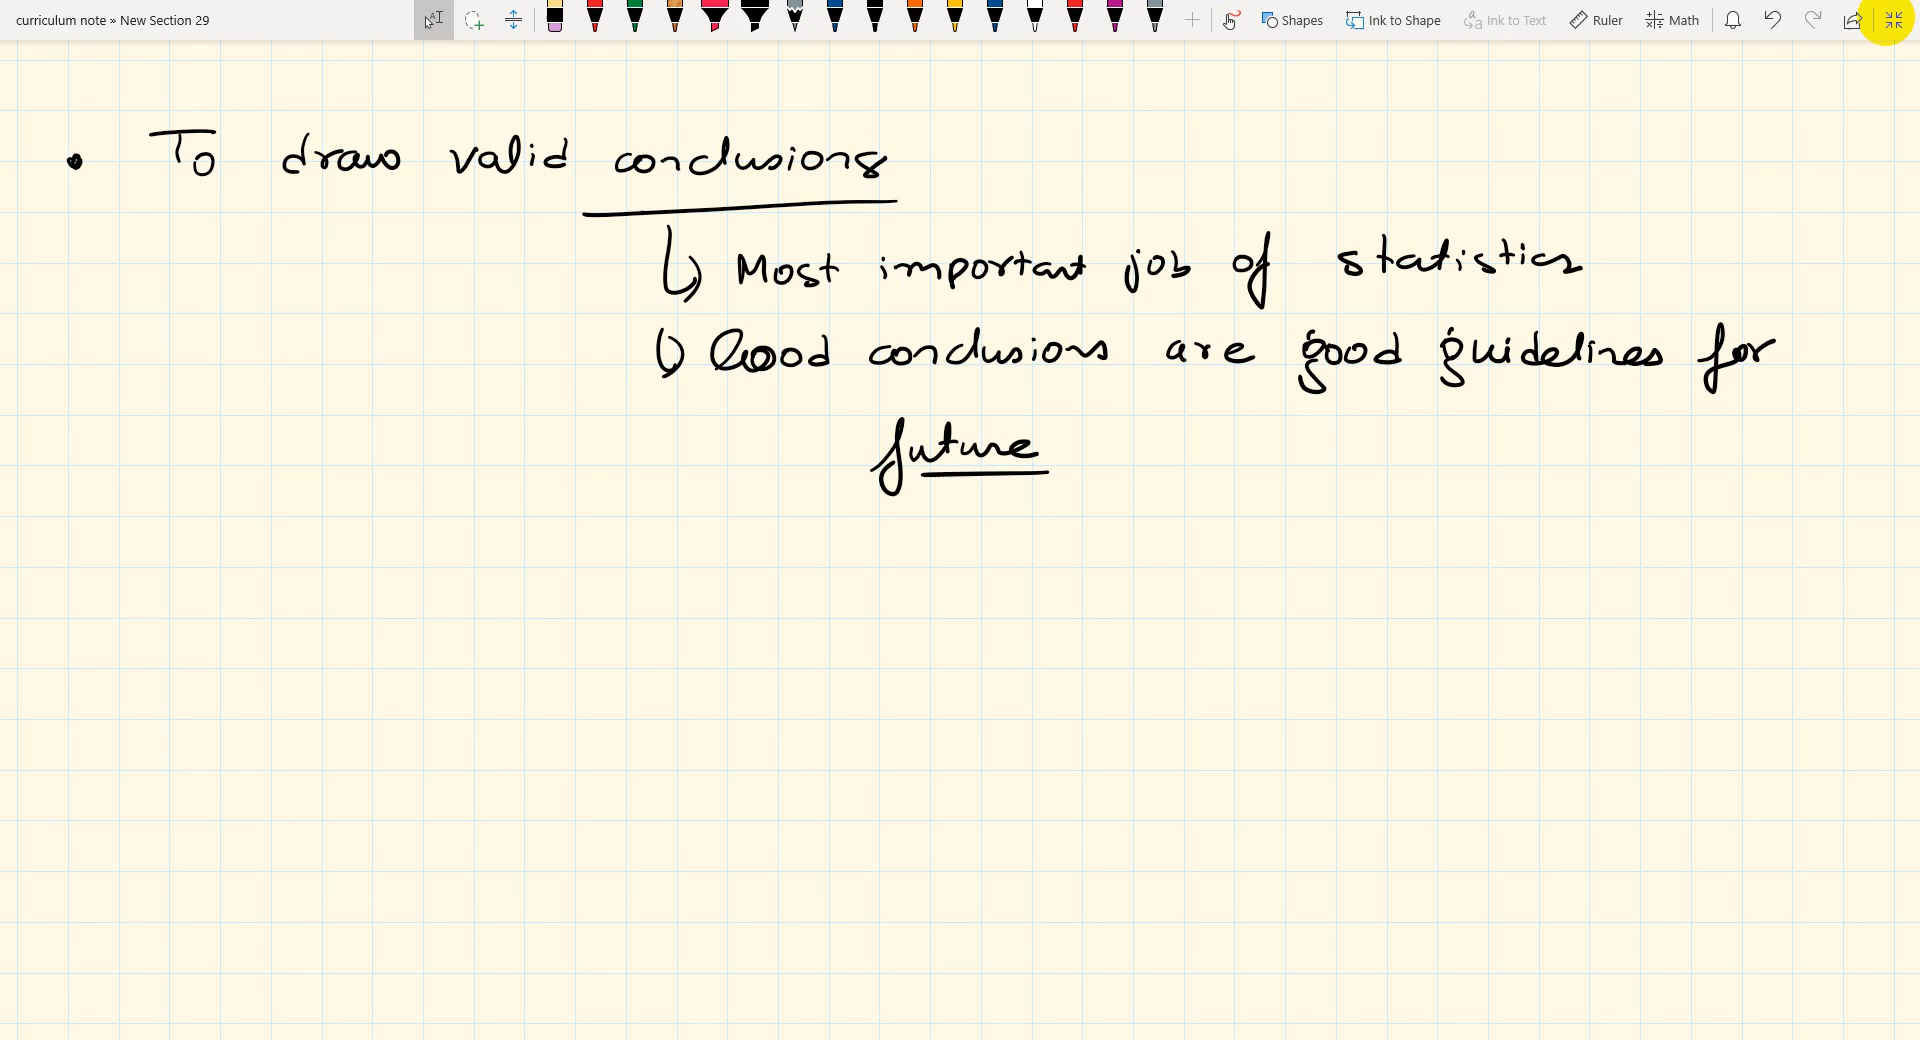 curriculum note » New Section 29
Shapes Ink to Shape Ink to Text Ruler Math
• To draw valid conclusions
↳ Most important job of statistics
↳ Good conclusions are good guidelines for
future